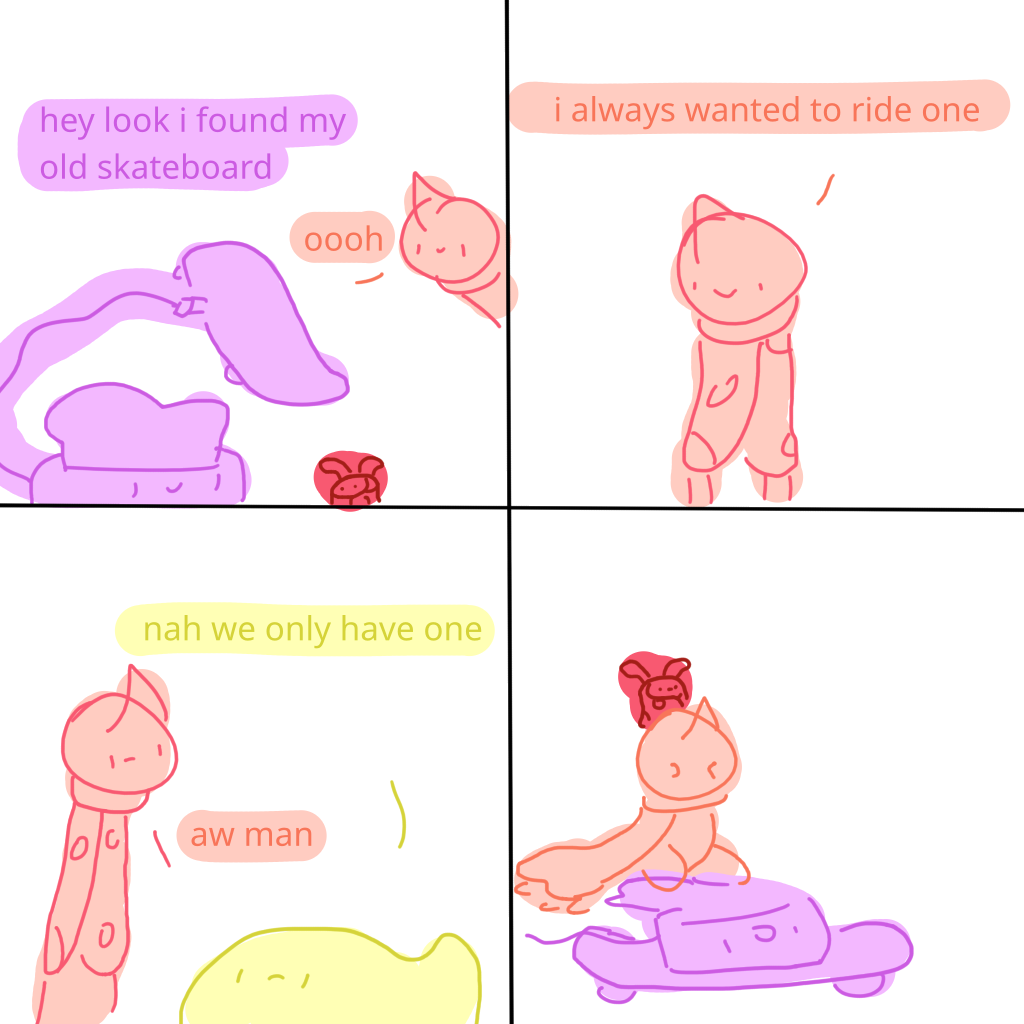 hey look i found my
old skateboard
oooh
i always wanted to ride one
nah we only have one
aw man